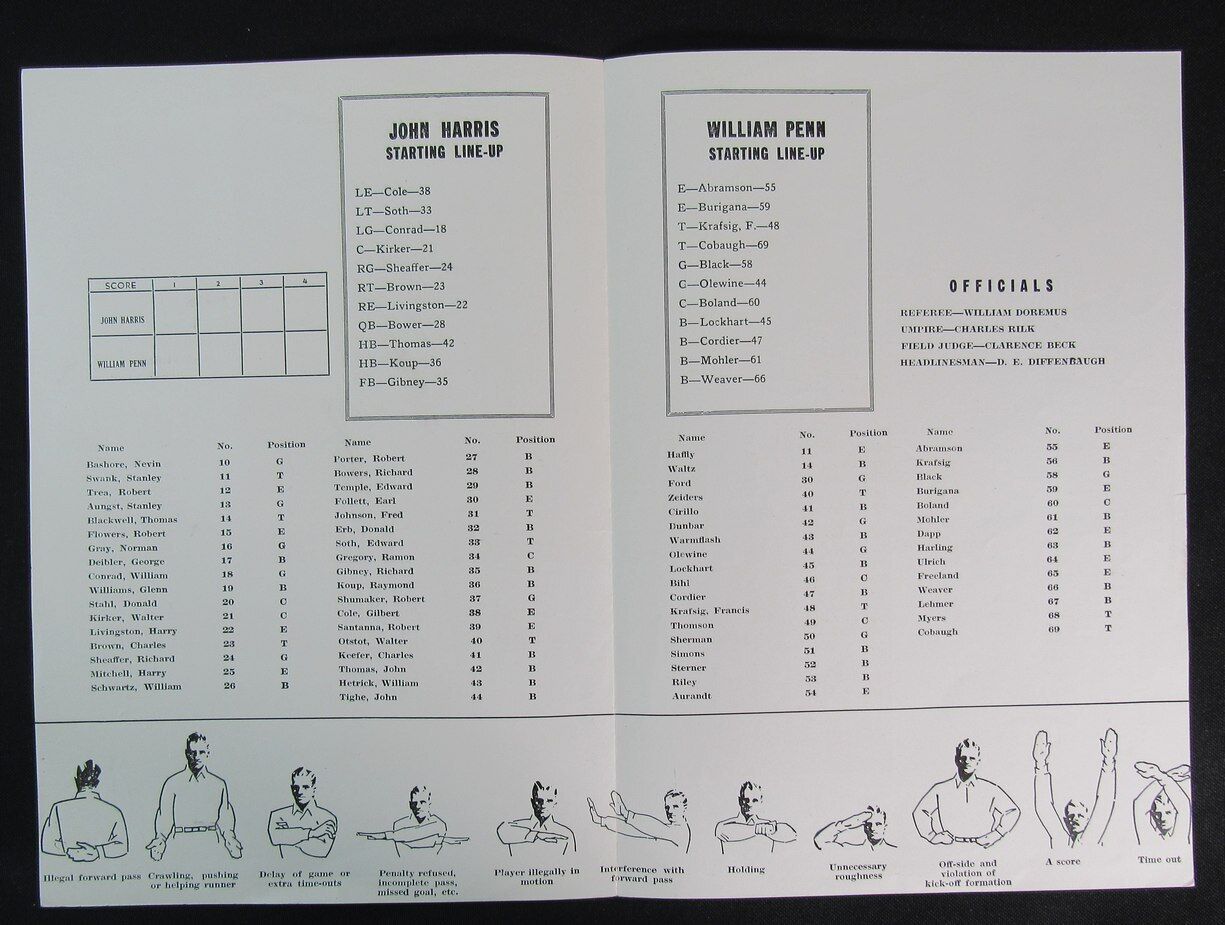 JOHN HARRIS
STARTING LINE-UP
LE—Cole—38
LT—Soth—33
LG—Conrad—18
C—Kirker—21
RG—Sheaffer—24
RT—Brown—23
RE—Livingston—22
QB—Bower—28
HB—Thomas—42
HB—Koup—36
FB—Gibney—35
SCORE 1 2 3 4
JOHN HARRIS
WILLIAM PENN
Name No. Position
Bashore, Nevin 10 G
Swank, Stanley 11 T
Trea, Robert 12 E
Aungst, Stanley 13 G
Blackwell, Thomas 14 T
Flowers, Robert 15 E
Gray, Norman 16 G
Deibler, George 17 B
Conrad, William 18 G
Williams, Glenn 19 B
Stahl, Donald 20 C
Kirker, Walter 21 C
Livingston, Harry 22 E
Brown, Charles 23 T
Sheaffer, Richard 24 G
Mitchell, Harry 25 E
Schwartz, William 26 B
Name No. Position
Porter, Robert 27 B
Bowers, Richard 28 B
Temple, Edward 29 B
Follett, Earl 30 E
Johnson, Fred 31 T
Erb, Donald 32 B
Soth, Edward 33 T
Gregory, Ramon 34 C
Gibney, Richard 35 B
Koup, Raymond 36 B
Shumaker, Robert 37 G
Cole, Gilbert 38 E
Santanna, Robert 39 E
Otstot, Walter 40 T
Keefer, Charles 41 B
Thomas, John 42 B
Hetrick, William 43 B
Tighe, John 44 B
WILLIAM PENN
STARTING LINE-UP
E—Abramson—55
E—Burigana—59
T—Krafsig, F.—48
T—Cobaugh—69
G—Black—58
G—Olewine—44
C—Boland—60
B—Lockhart—45
B—Cordier—47
B—Mohler—61
B—Weaver—66
OFFICIALS
REFEREE—WILLIAM DOREMUS
UMPIRE—CHARLES RILK
FIELD JUDGE—CLARENCE BECK
HEADLINESMAN—D. E. DIFFENBAUGH
Name No. Position
Haffly 11 E
Waltz 14 B
Ford 30 G
Zeiders 40 T
Cirillo 41 B
Dunbar 42 G
Warmflash 43 B
Olewine 44 G
Lockhart 45 B
Bihl 46 C
Cordier 47 B
Krafsig, Francis 48 T
Thomson 49 C
Sherman 50 G
Simons 51 B
Sterner 52 B
Riley 53 B
Aurandt 54 E
Name No. Position
Abramson 55 E
Krafsig 56 B
Black 58 G
Burigana 59 E
Boland 60 C
Mohler 61 B
Dapp 62 E
Harling 63 B
Ulrich 64 E
Freeland 65 E
Weaver 66 B
Lehmer 67 B
Myers 68 T
Cobaugh 69 T
Illegal forward pass
Crawling, pushing
or helping runner
Delay of game or
extra time-outs
Penalty refused,
incomplete pass,
missed goal, etc.
Player illegally in
motion
Interference with
forward pass
Holding
Unnecessary
roughness
Off-side and
violation of
kick-off formation
A score
Time out